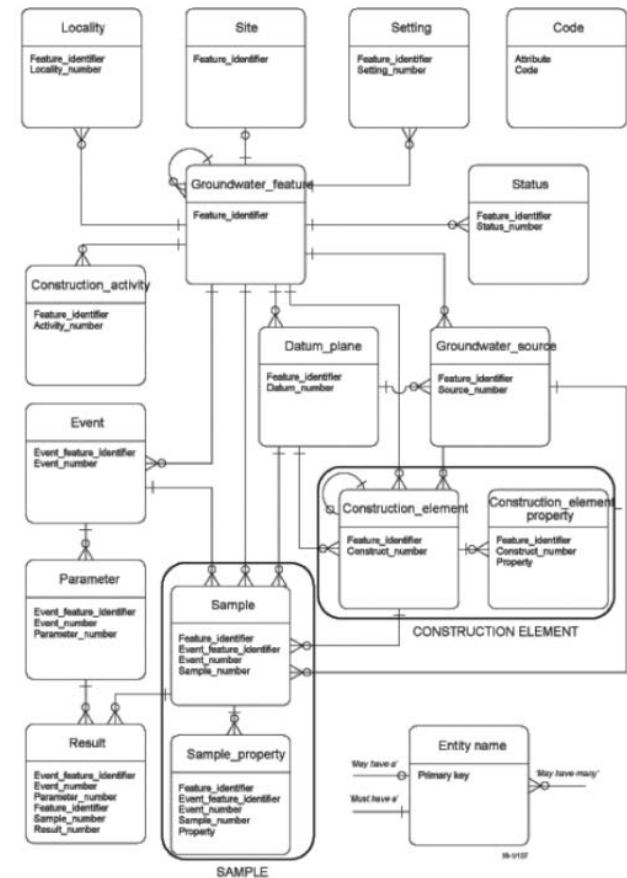 Locality
Feature_identifier
Locality_number
Site
Feature_identifier
Setting
Feature_identifier
Setting_number
Code
Attribute
Code
Groundwater_feature
Feature_identifier
Status
Feature_identifier
Status_number
Construction_activity
Feature_identifier
Activity_number
Datum_plane
Feature_identifier
Datum_number
Groundwater_source
Feature_identifier
Source_number
Event
Event_feature_identifier
Event_number
Construction_element
Feature_identifier
Construct_number
Construction_element
property
Feature_identifier
Construct_number
Property
CONSTRUCTION ELEMENT
Parameter
Event_feature_identifier
Event_number
Parameter_number
Sample
Feature_identifier
Event_feature_identifier
Event_number
Sample_number
Result
Event_feature_identifier
Event_number
Parameter_number
Feature_identifier
Sample_number
Result_number
Sample_property
Feature_identifier
Event_feature_identifier
Event_number
Sample_number
Property
SAMPLE
Entity name
Primary key
'May have a'
'Must have a'
'May have many'